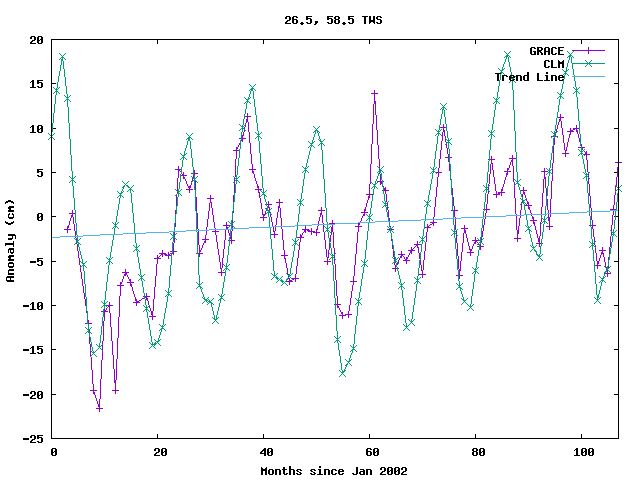 26.5, 58.5 TWS
GRACE
CLM
Trend Line
20
15
10
5
0
-5
-10
-15
-20
-25
Anomaly (cm)
0 20 40 60 80 100
Months since Jan 2002